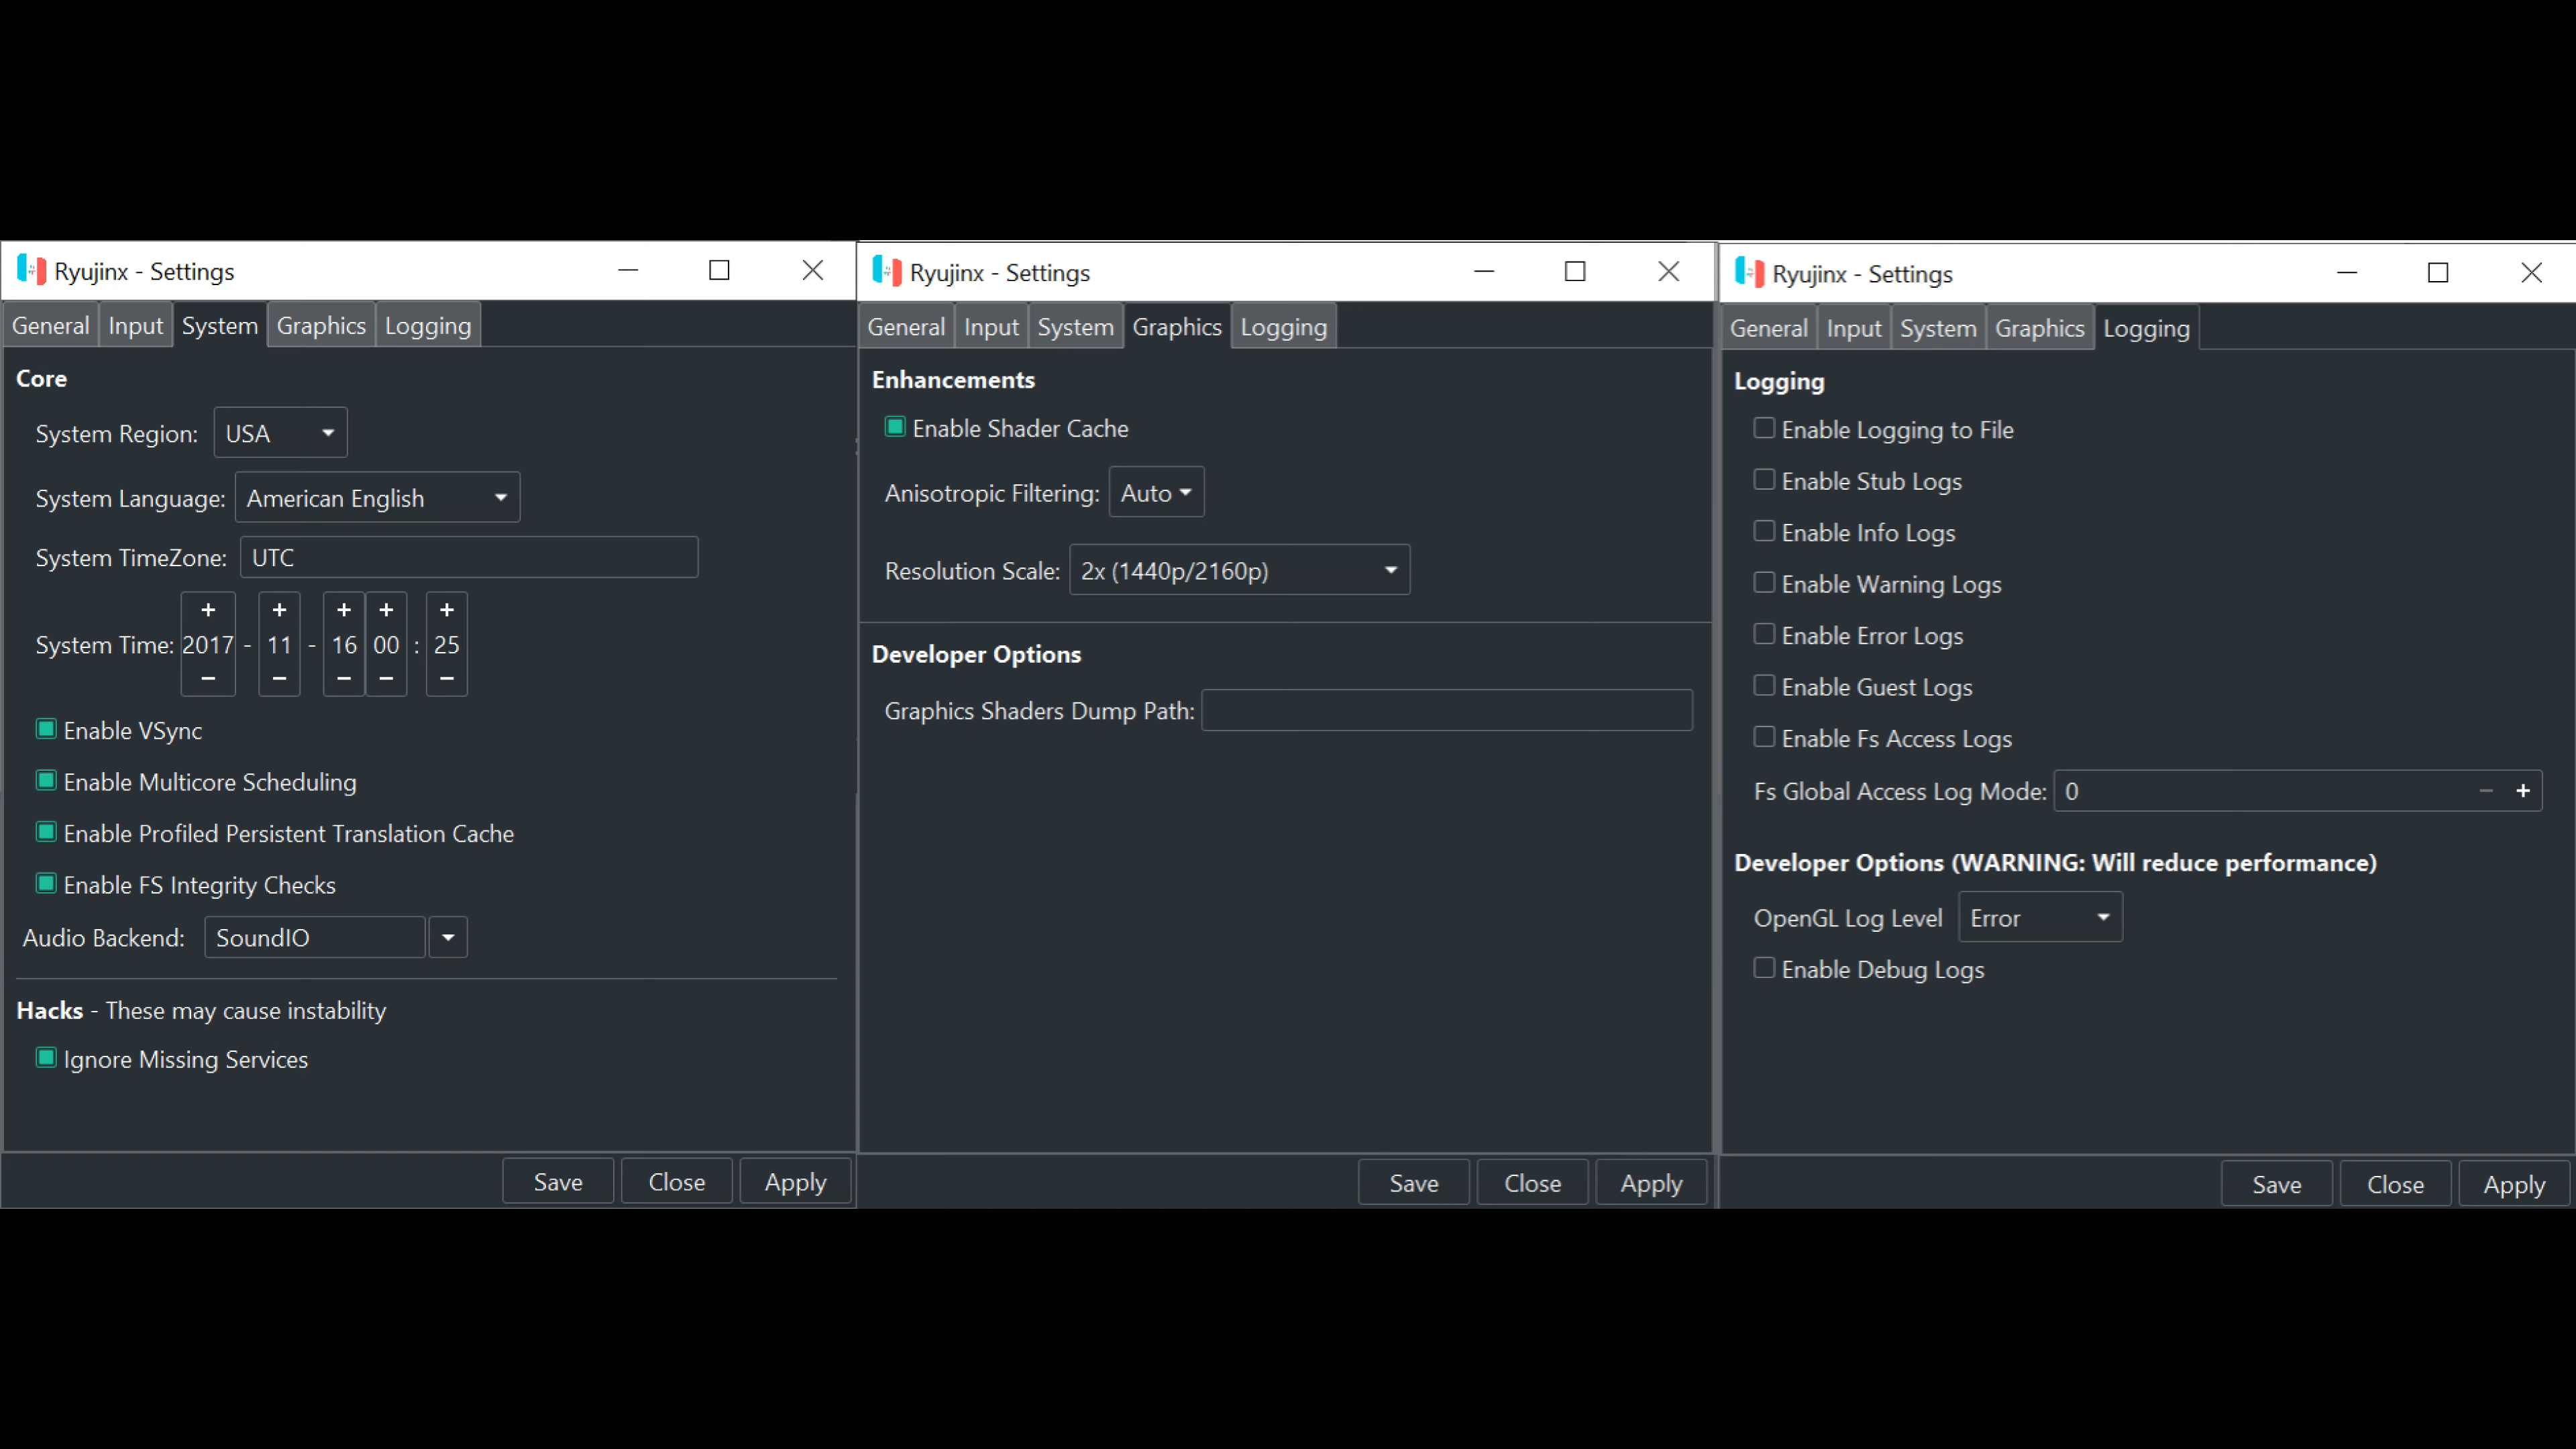 Ryujinx - Settings
General Input System Graphics Logging
Core
System Region: USA
System Language: American English
System TimeZone: UTC
+ + + + +
System Time: 2017 - 11 - 16 00 : 25
− − − − −
Enable VSync
Enable Multicore Scheduling
Enable Profiled Persistent Translation Cache
Enable FS Integrity Checks
Audio Backend: SoundIO
Hacks - These may cause instability
Ignore Missing Services
Save Close Apply
Ryujinx - Settings
General Input System Graphics Logging
Enhancements
Enable Shader Cache
Anisotropic Filtering: Auto
Resolution Scale: 2x (1440p/2160p)
Developer Options
Graphics Shaders Dump Path:
Save Close Apply
Ryujinx - Settings
General Input System Graphics Logging
Logging
Enable Logging to File
Enable Stub Logs
Enable Info Logs
Enable Warning Logs
Enable Error Logs
Enable Guest Logs
Enable Fs Access Logs
Fs Global Access Log Mode: 0 − +
Developer Options (WARNING: Will reduce performance)
OpenGL Log Level Error
Enable Debug Logs
Save Close Apply